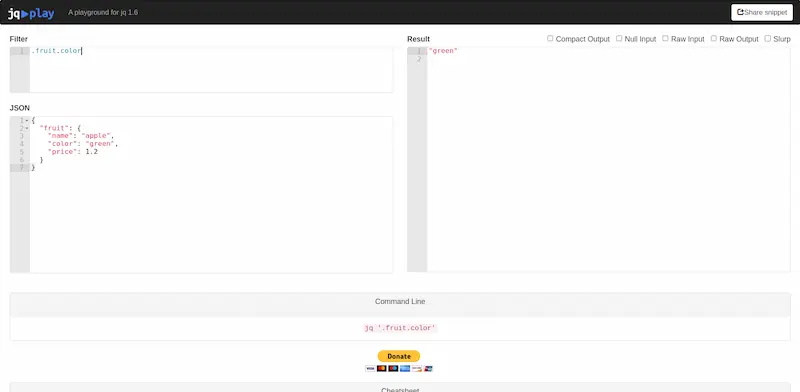 jq play A playground for jq 1.6 Share snippet
Filter
1 .fruit.color
JSON
1 {
2 "fruit": {
3 "name": "apple",
4 "color": "green",
5 "price": 1.2
6 }
7 }
Result Compact Output Null Input Raw Input Raw Output Slurp
1 "green"
2
Command Line
jq '.fruit.color'
Donate
VISA
Cheatsheet